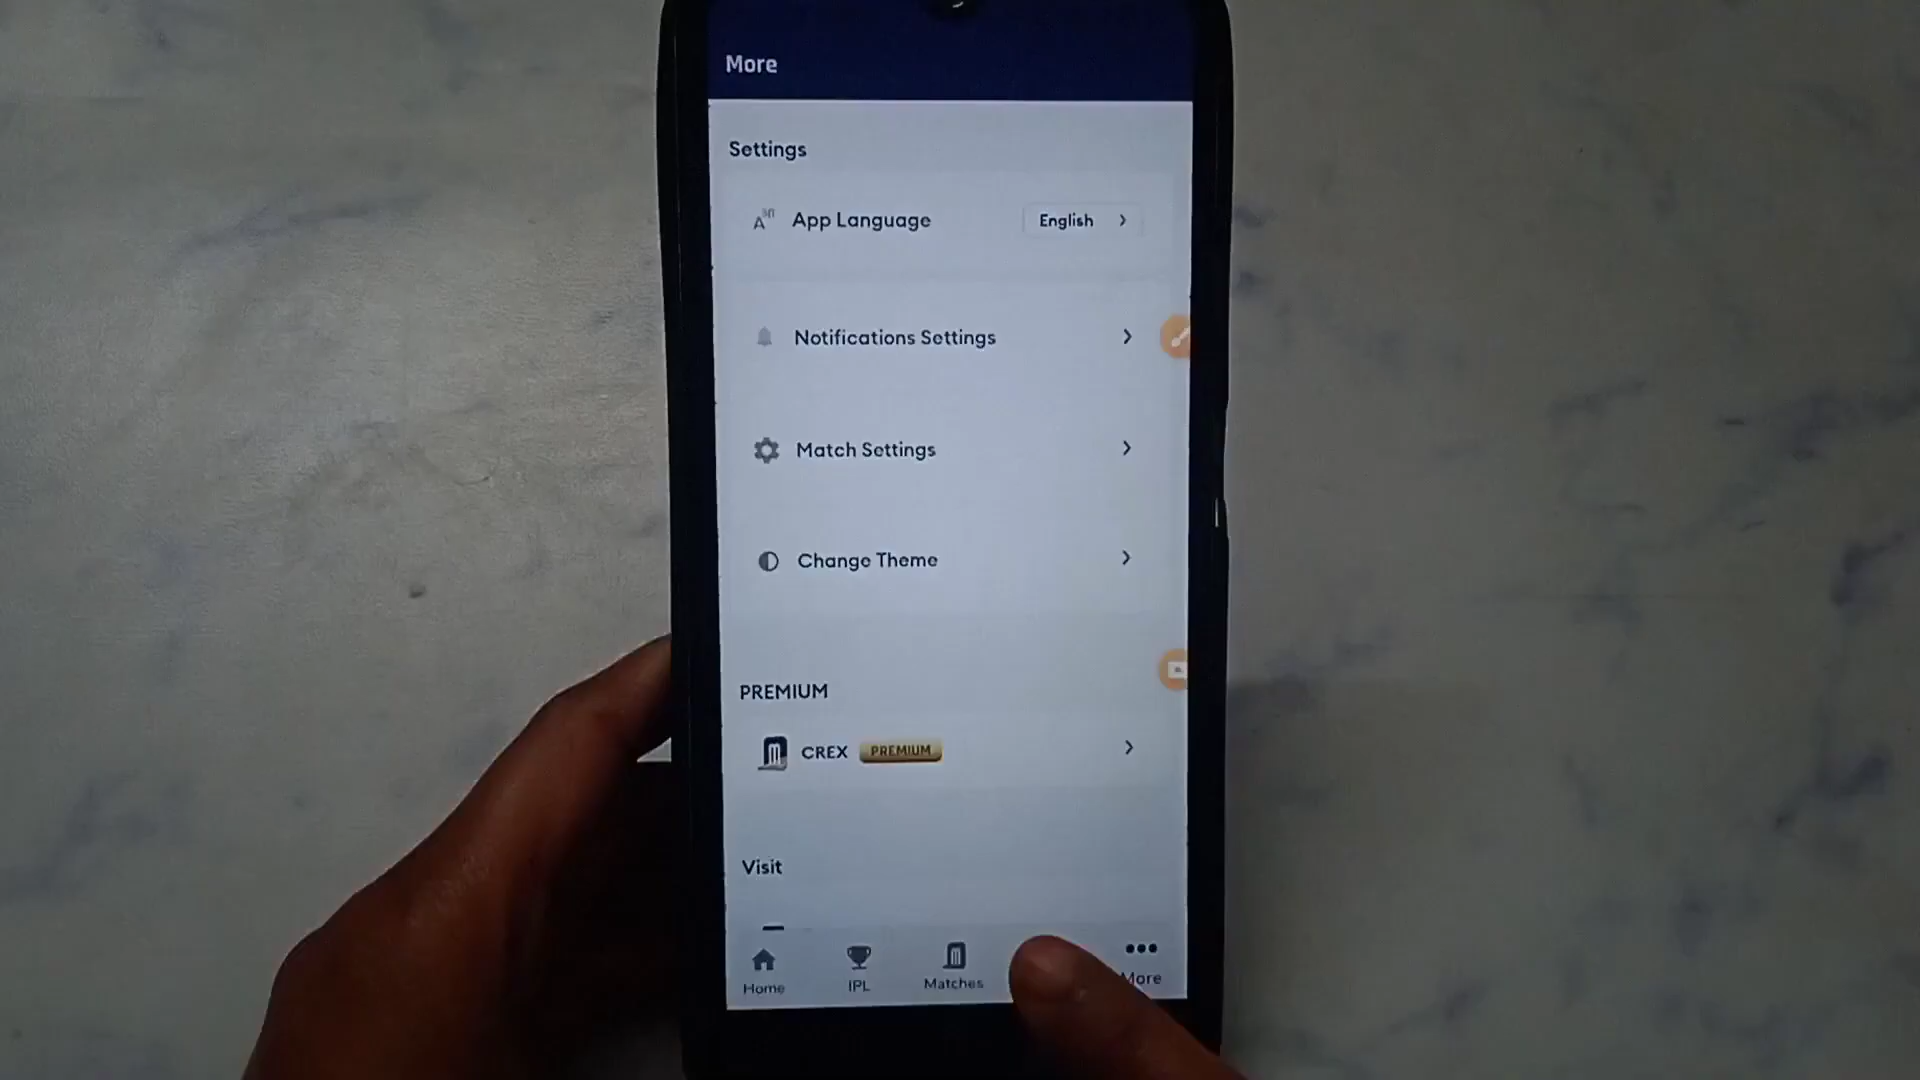 More
Settings
App Language
English
Notifications Settings
Match Settings
Change Theme
PREMIUM
CREX PREMIUM
Visit
Home
IPL
Matches
More